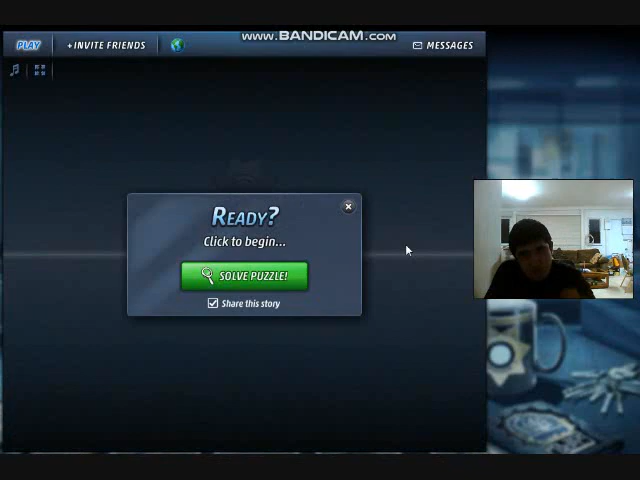 WWW.BANDICAM.COM
PLAY
+INVITE FRIENDS
MESSAGES
READY?
Click to begin...
SOLVE PUZZLE!
Share this story